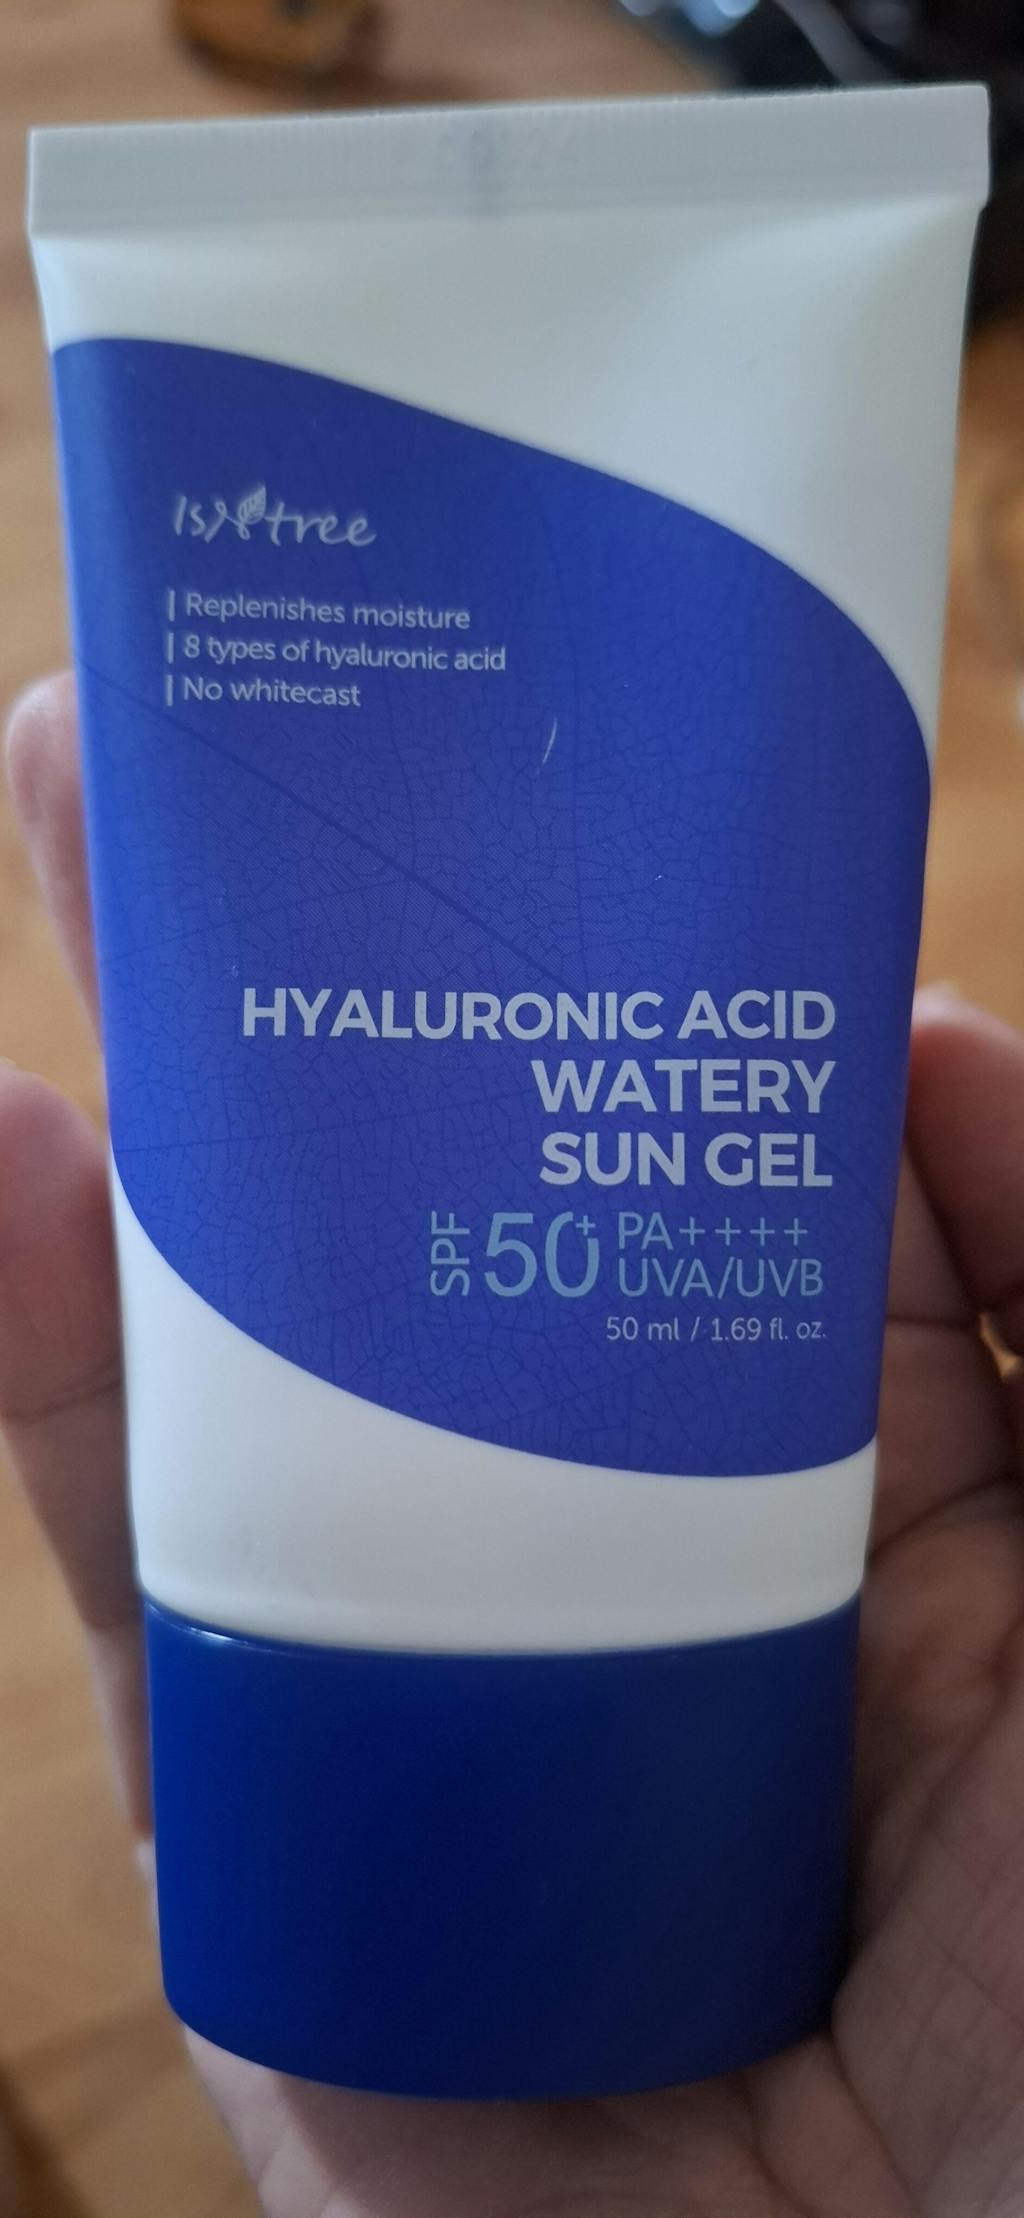 Isntree
| Replenishes moisture
| 8 types of hyaluronic acid
| No whitecast
HYALURONIC ACID
WATERY
SUN GEL
SPF 50+ PA++++
UVA/UVB
50 ml / 1.69 fl. oz.